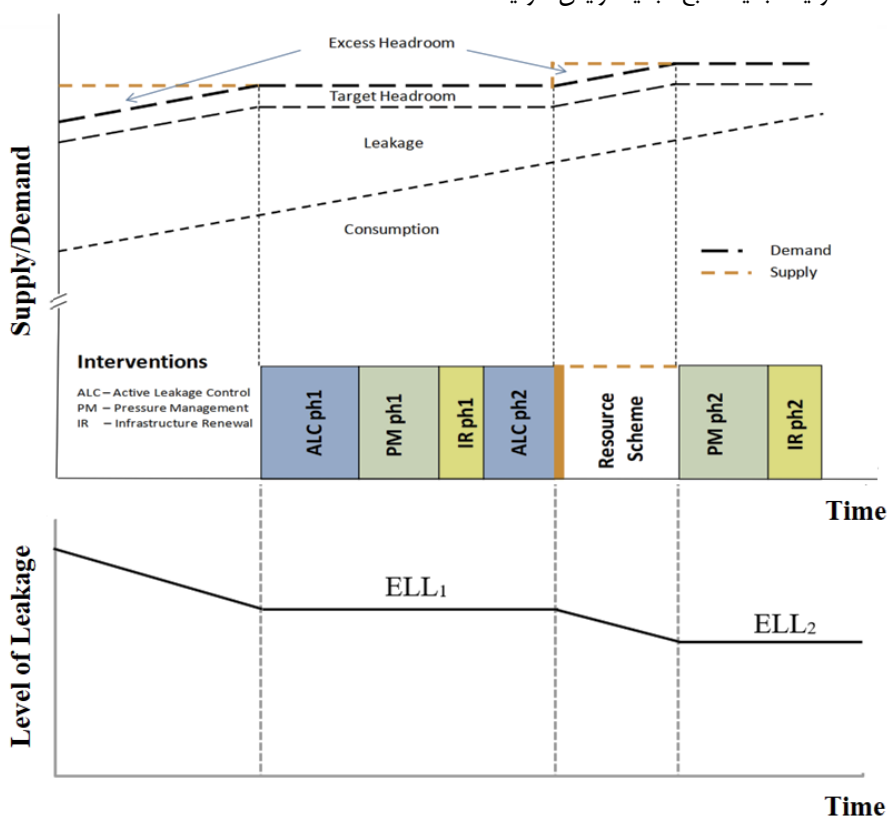 Excess Headroom
Target Headroom
Leakage
Consumption
Demand
Supply
Supply/Demand
Interventions
ALC – Active Leakage Control
PM – Pressure Management
IR – Infrastructure Renewal
ALC ph1
PM ph1
IR ph1
ALC ph2
Resource
Scheme
PM ph2
IR ph2
Time
Level of Leakage
ELL₁
ELL₂
Time